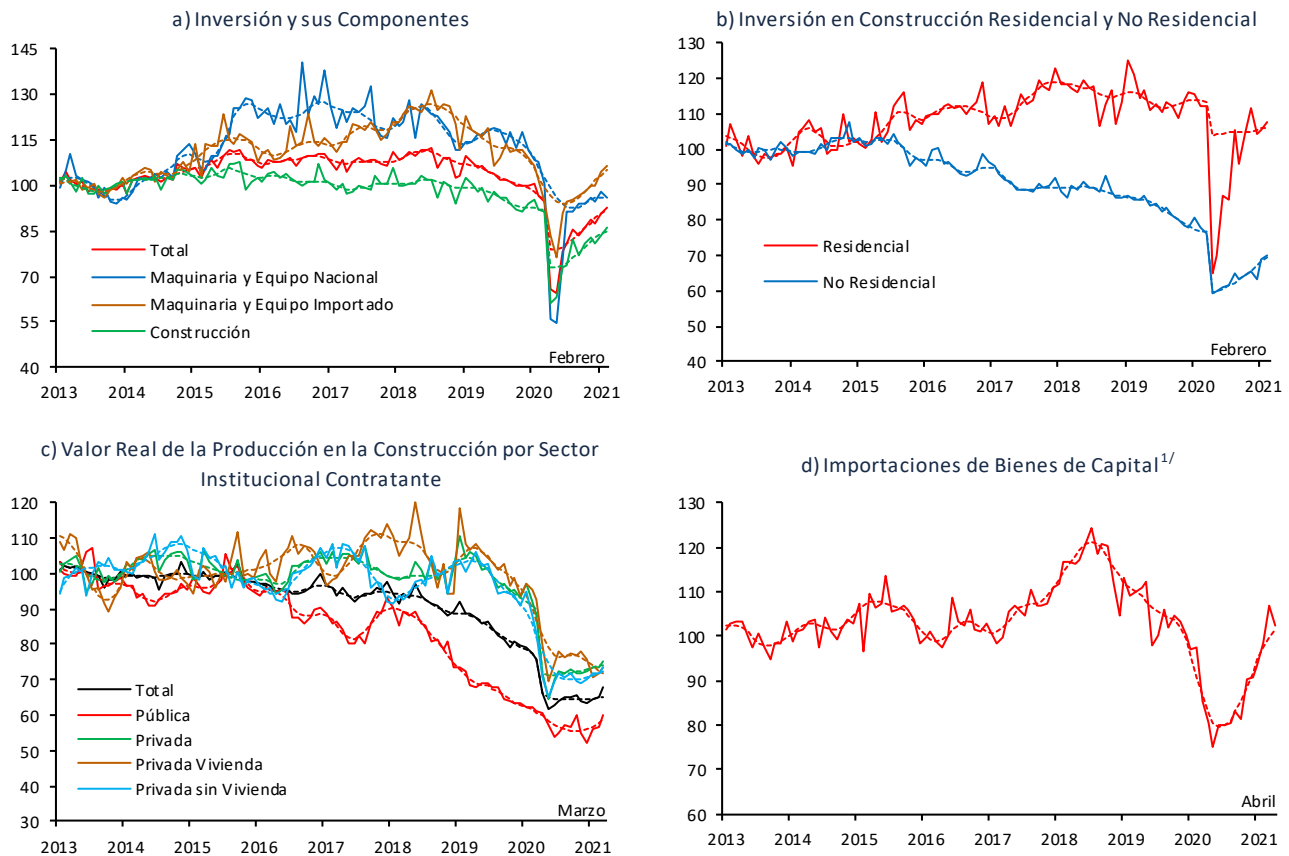 a) Inversión y sus Componentes
145
130
115
100
85
70
55
40
Total
Maquinaria y Equipo Nacional
Maquinaria y Equipo Importado
Construcción
Febrero
2013 2014 2015 2016 2017 2018 2019 2020 2021
b) Inversión en Construcción Residencial y No Residencial
130
120
110
100
90
80
70
60
50
40
Residencial
No Residencial
Febrero
2013 2014 2015 2016 2017 2018 2019 2020 2021
c) Valor Real de la Producción en la Construcción por Sector
Institucional Contratante
120
110
100
90
80
70
60
50
40
30
Total
Pública
Privada
Privada Vivienda
Privada sin Vivienda
Marzo
2013 2014 2015 2016 2017 2018 2019 2020 2021
d) Importaciones de Bienes de Capital1/
130
120
110
100
90
80
70
60
Abril
2013 2014 2015 2016 2017 2018 2019 2020 2021